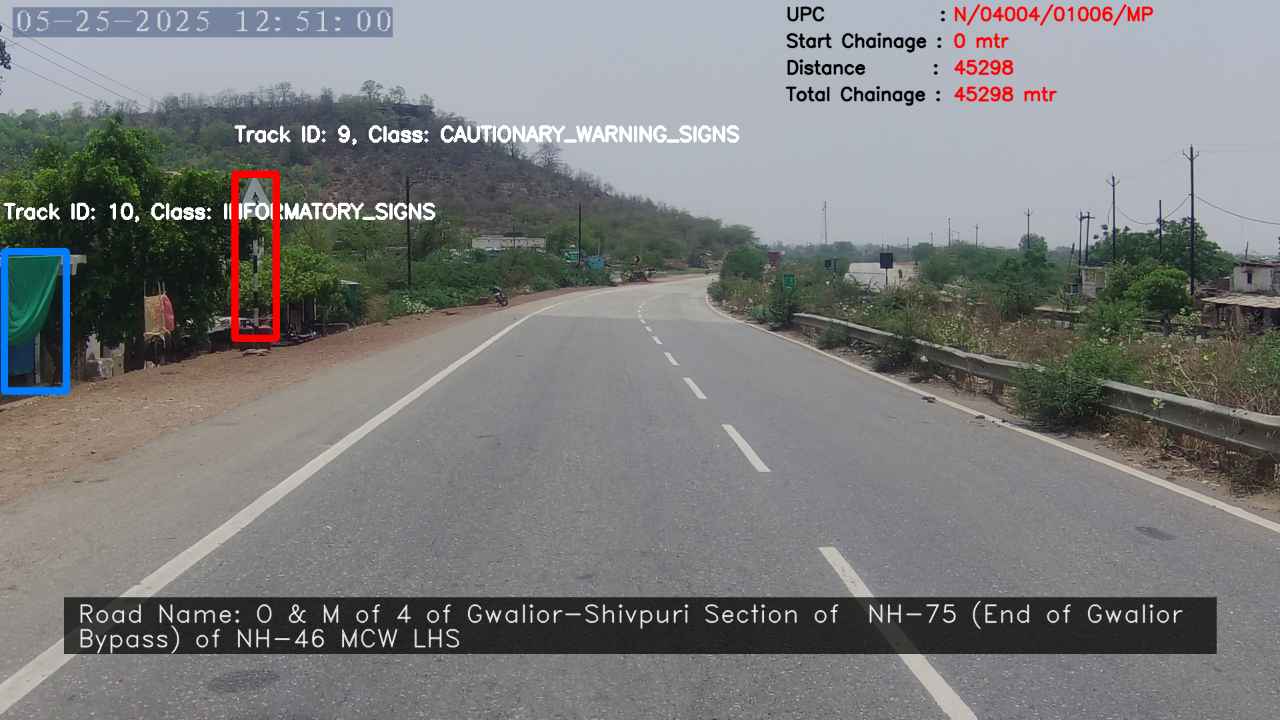 05-25-2025 12:51:00
UPC : N/04004/01006/MP
Start Chainage : 0 mtr
Distance : 45298
Total Chainage : 45298 mtr
Track ID: 9, Class: CAUTIONARY_WARNING_SIGNS
Track ID: 10, Class: INFORMATORY_SIGNS
Road Name: O & M of 4 of Gwalior-Shivpuri Section of NH-75 (End of Gwalior
Bypass) of NH-46 MCW LHS